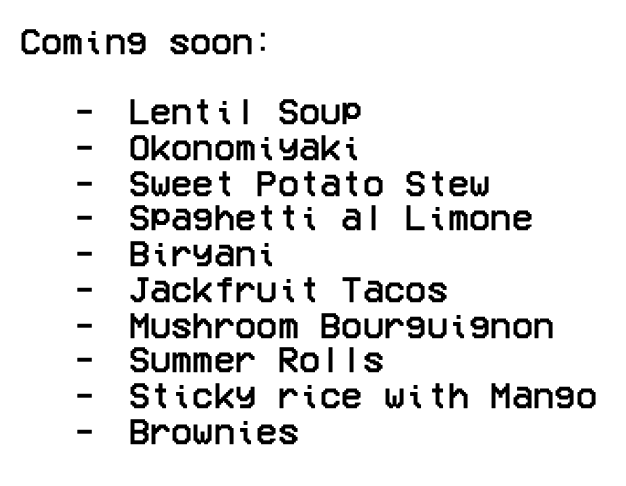 Coming soon:
- Lentil Soup
- Okonomiyaki
- Sweet Potato Stew
- Spaghetti al Limone
- Biryani
- Jackfruit Tacos
- Mushroom Bourguignon
- Summer Rolls
- Sticky rice with Mango
- Brownies